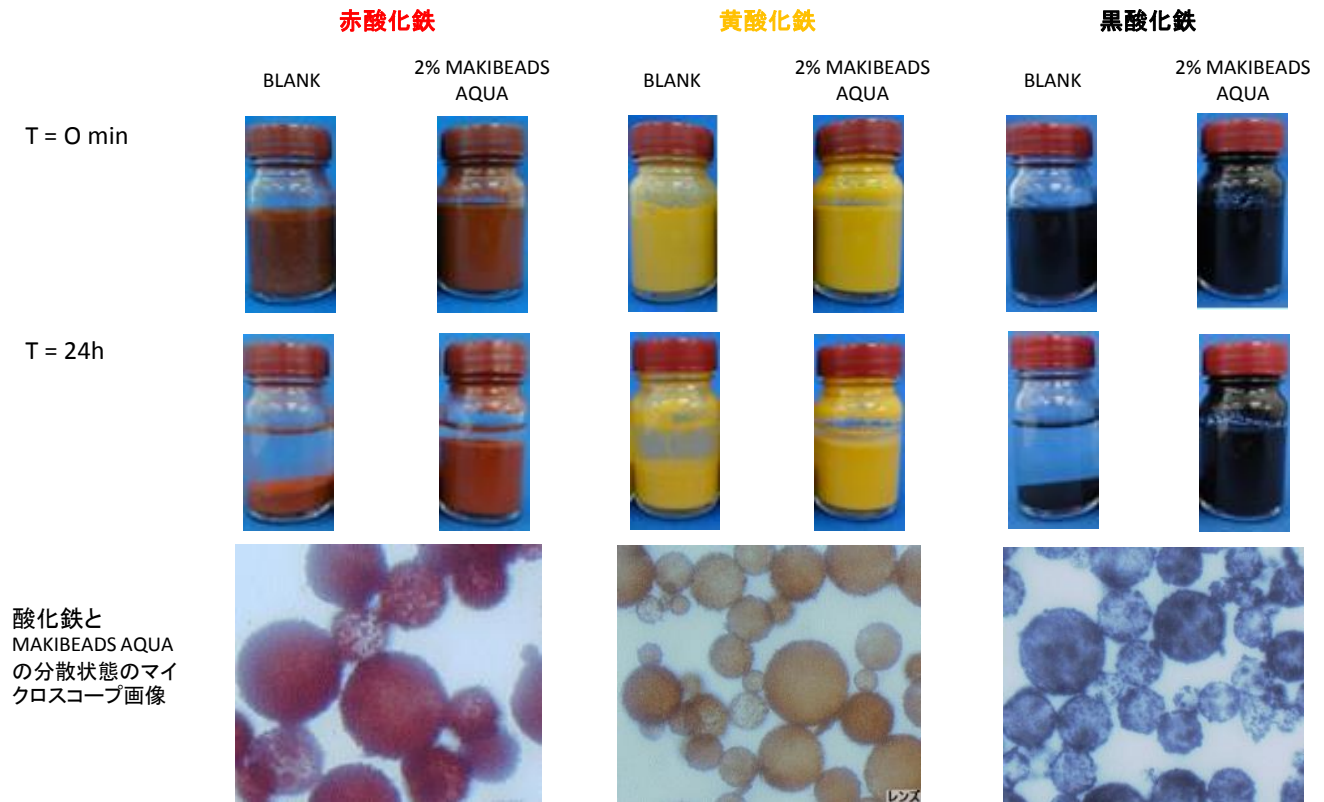 赤酸化鉄
黄酸化鉄
黒酸化鉄
BLANK
2% MAKIBEADS
AQUA
BLANK
2% MAKIBEADS
AQUA
BLANK
2% MAKIBEADS
AQUA
T = O min
T = 24h
酸化鉄と
MAKIBEADS AQUA
の分散状態のマイ
クロスコープ画像
レンズ